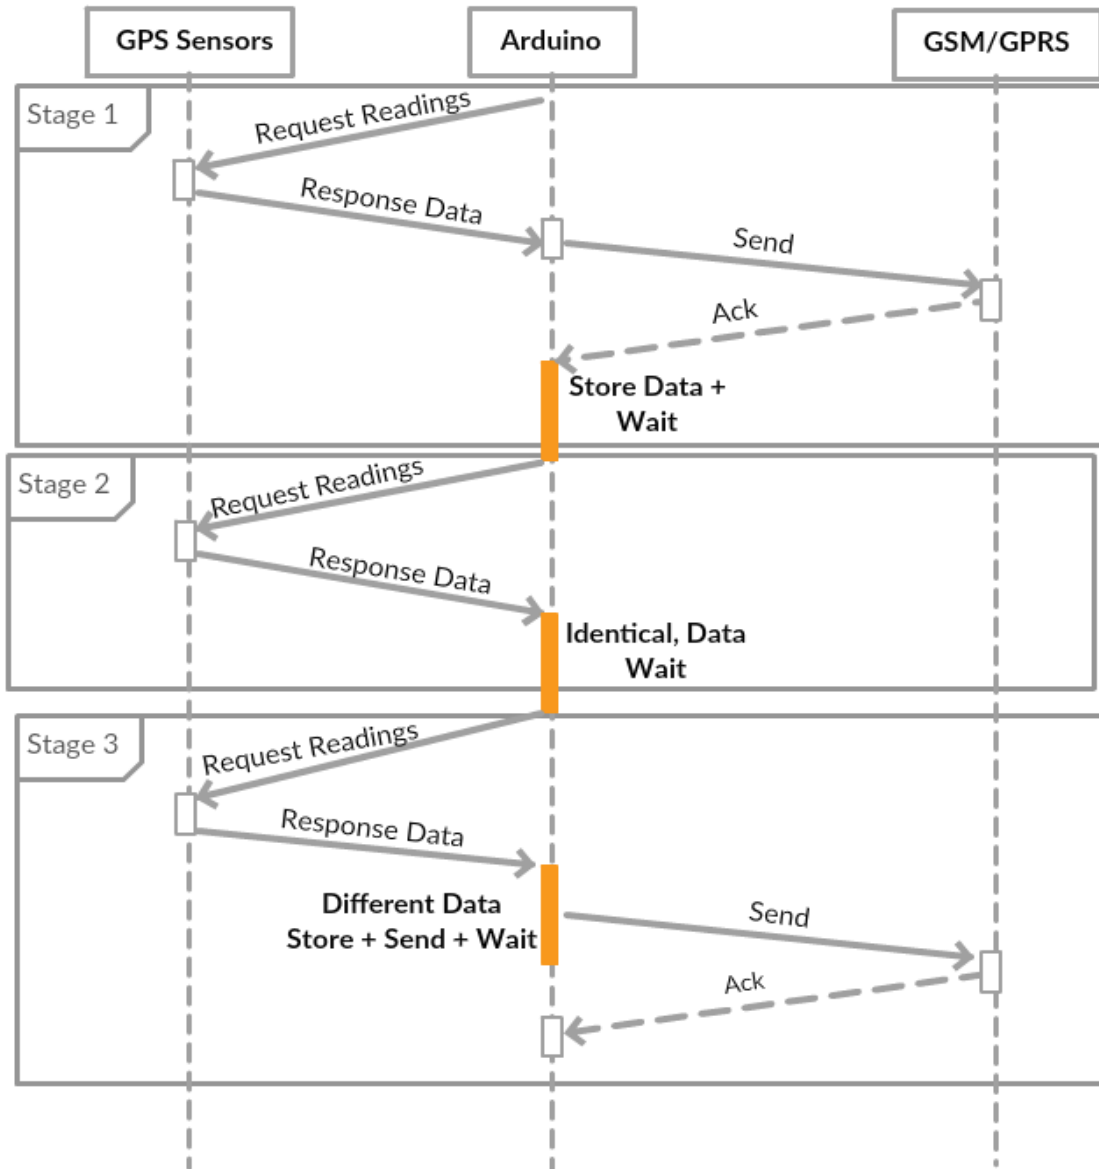 GPS Sensors
Arduino
GSM/GPRS
Stage 1
Request Readings
Response Data
Send
Ack
Store Data +
Wait
Stage 2
Request Readings
Response Data
Identical, Data
Wait
Stage 3
Request Readings
Response Data
Different Data
Store + Send + Wait
Send
Ack